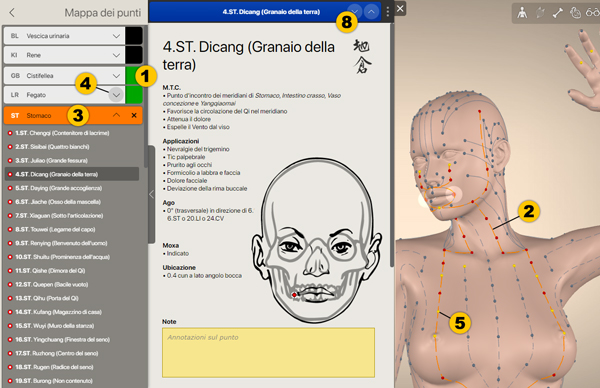 Mappa dei punti
BL Vescica urinaria
KI Rene
GB Cistifellea
LR Fegato
ST Stomaco
1.ST. Chengqi (Contenitore di lacrime)
2.ST. Sisibai (Quattro bianchi)
3.ST. Juliao (Grande fessura)
4.ST. Dicang (Granaio della terra)
5.ST. Daying (Grande accoglienza)
6.ST. Jiache (Osso della mascella)
7.ST. Xiaguan (Sotto l'articolazione)
8.ST. Touwei (Legame del capo)
9.ST. Renying (Benvenuto dell'uomo)
10.ST. Shuitu (Prominenza dell'acqua)
11.ST. Qishe (Dimora del Qi)
12.ST. Quepen (Bacile vuoto)
13.ST. Qihu (Porta del Qi)
14.ST. Kufang (Magazzino di casa)
15.ST. Wuyi (Muro della stanza)
16.ST. Yingchuang (Finestra del seno)
17.ST. Ruzhong (Centro del seno)
18.ST. Rugen (Radice del seno)
19.ST. Burong (Non contenuto)
1
4
3
4.ST. Dicang (Granaio della terra)
8
4.ST. Dicang (Granaio della
terra)
地
倉
M.T.C.
• Punto d'incontro dei meridiani di Stomaco, Intestino crasso, Vaso
concezione e Yangqiaomai
• Favorisce la circolazione del Qi nel meridiano
• Attenua il dolore
• Espelle il Vento dal viso
Applicazioni
• Nevralgie del trigemino
• Tic palpebrale
• Prurito agli occhi
• Formicolio a labbra e faccia
• Dolore facciale
• Deviazione della rima buccale
Ago
• 0° (trasversale) in direzione di 6.
6.ST o 20.LI o 24.CV
Moxa
• Indicato
Ubicazione
• 0.4 cun a lato angolo bocca
Note
Annotazioni sul punto
2
5